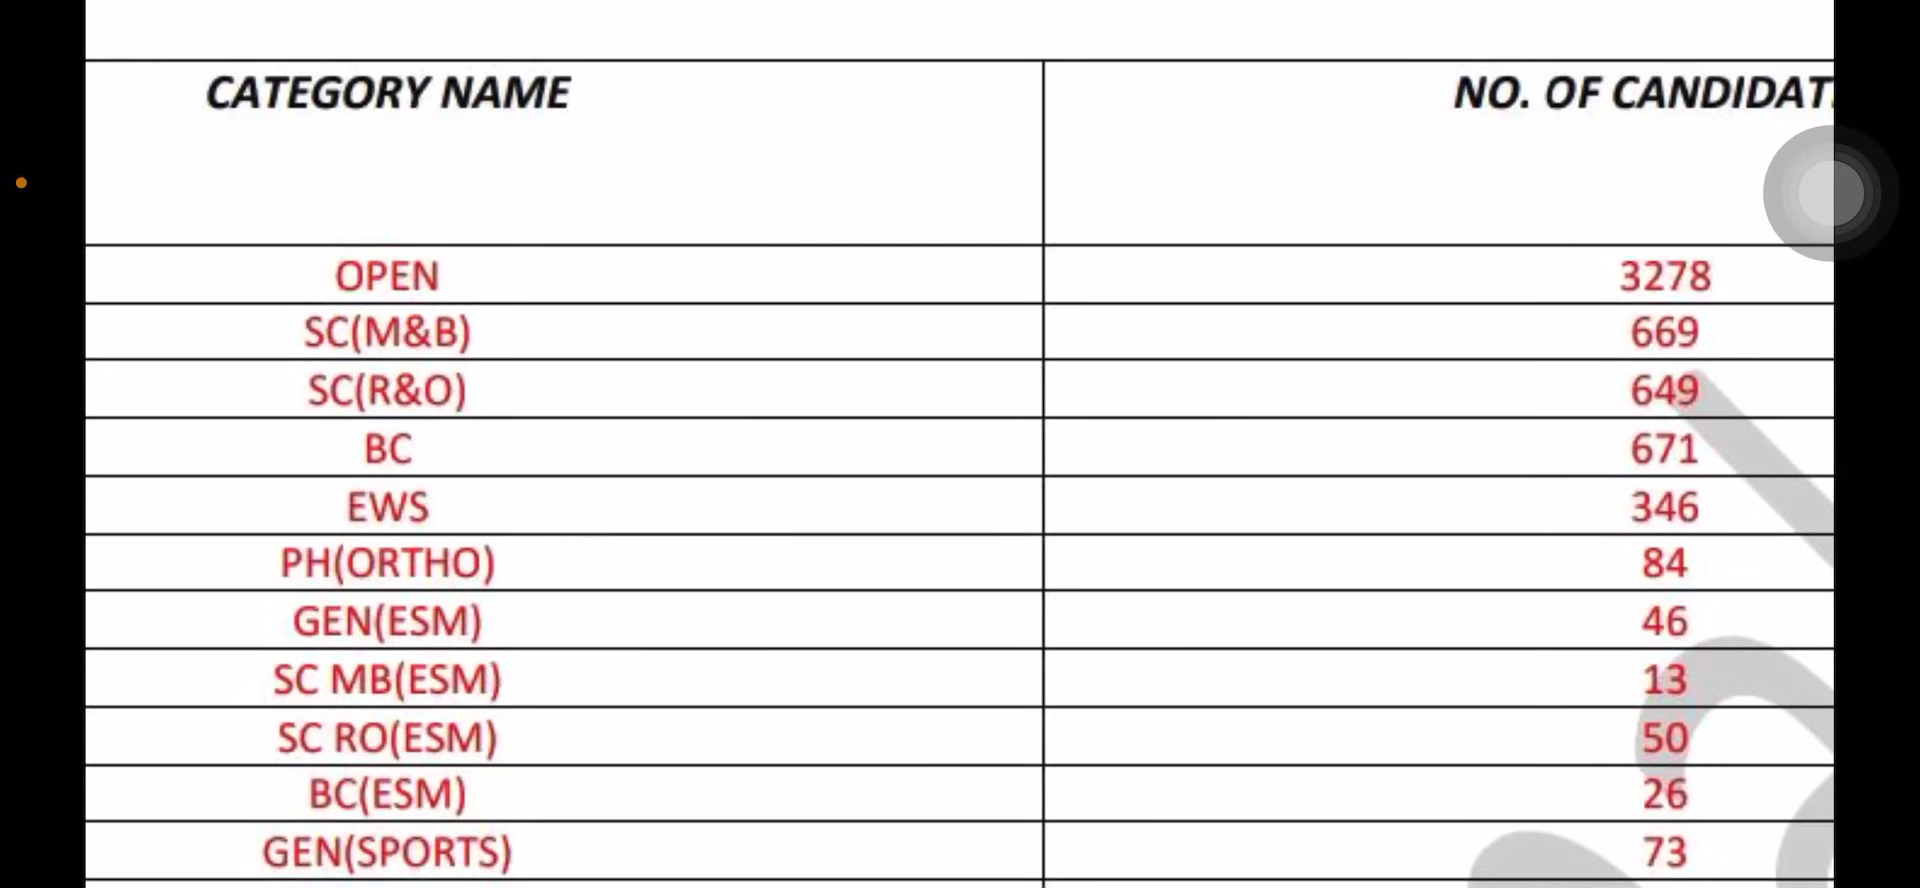 CATEGORY NAME NO. OF CANDIDAT
OPEN 3278
SC(M&B) 669
SC(R&O) 649
BC 671
EWS 346
PH(ORTHO) 84
GEN(ESM) 46
SC MB(ESM) 13
SC RO(ESM) 50
BC(ESM) 26
GEN(SPORTS) 73